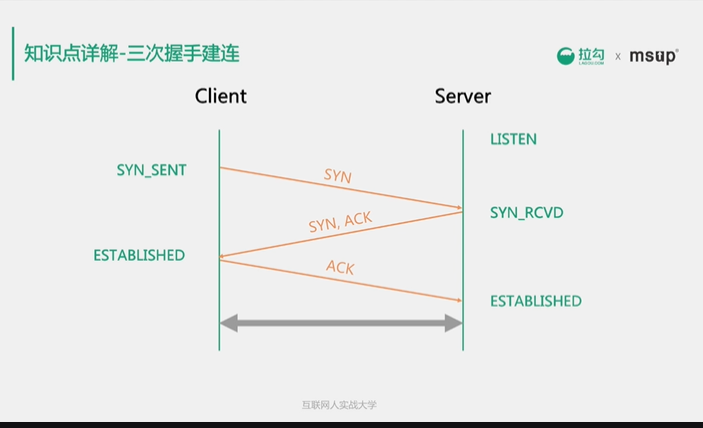 知识点详解-三次握手建连
拉勾 x msup
LAGOU.COM
Client
Server
LISTEN
SYN_SENT
SYN
SYN_RCVD
SYN, ACK
ESTABLISHED
ACK
ESTABLISHED
互联网人实战大学